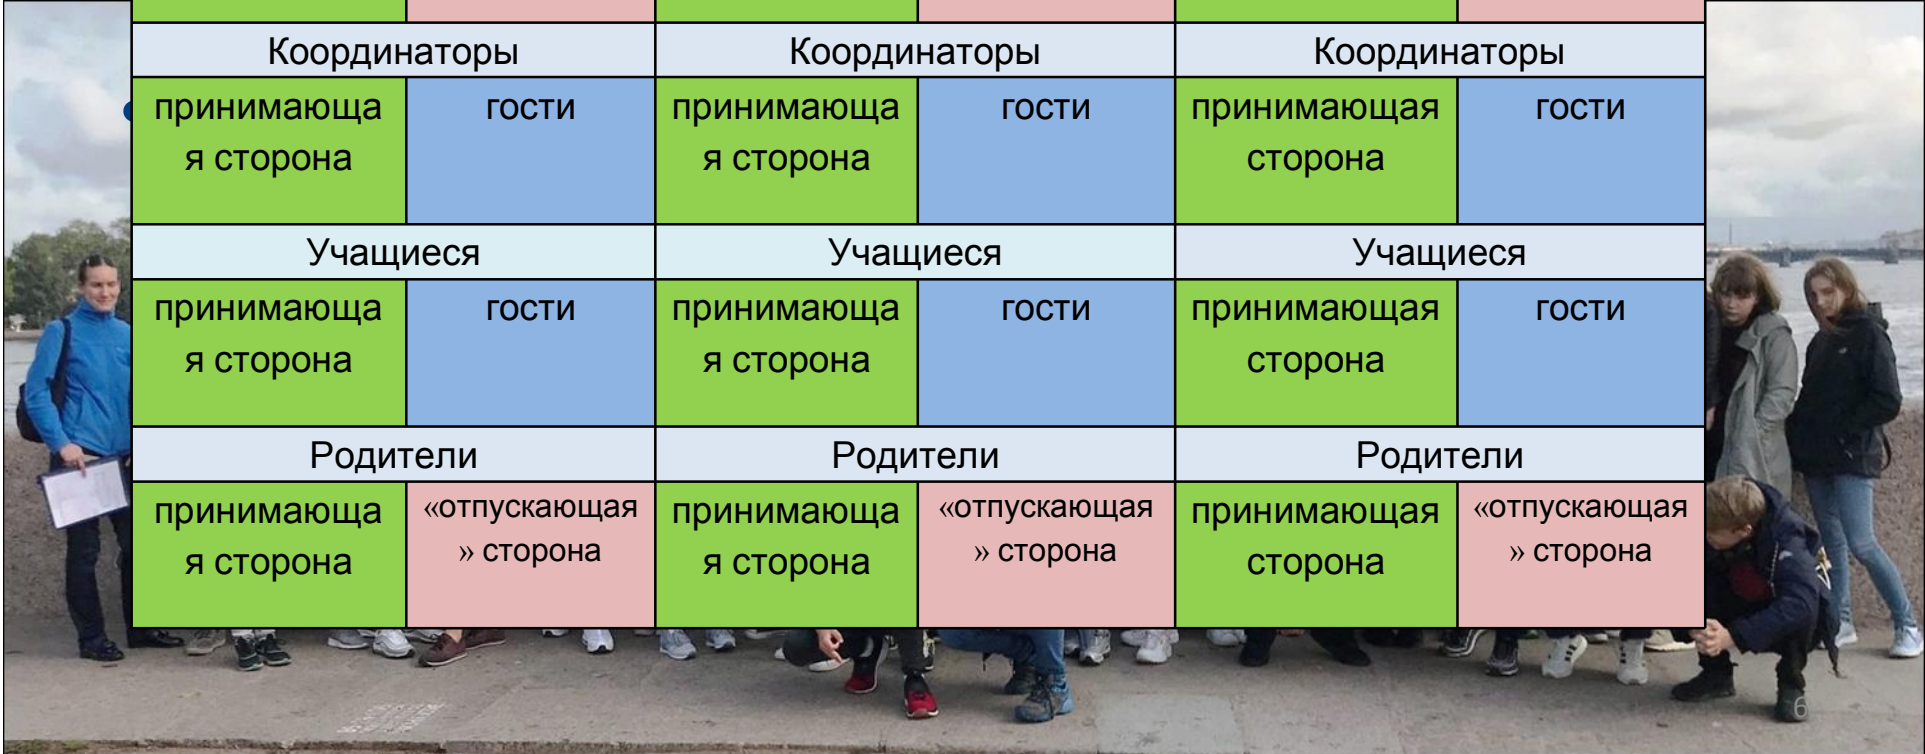 Координаторы Координаторы Координаторы
принимающа гости принимающа гости принимающая гости
я сторона я сторона сторона
Учащиеся Учащиеся Учащиеся
принимающа гости принимающа гости принимающая гости
я сторона я сторона сторона
Родители Родители Родители
принимающа «отпускающая принимающа «отпускающая принимающая «отпускающая
я сторона » сторона я сторона » сторона сторона » сторона
6